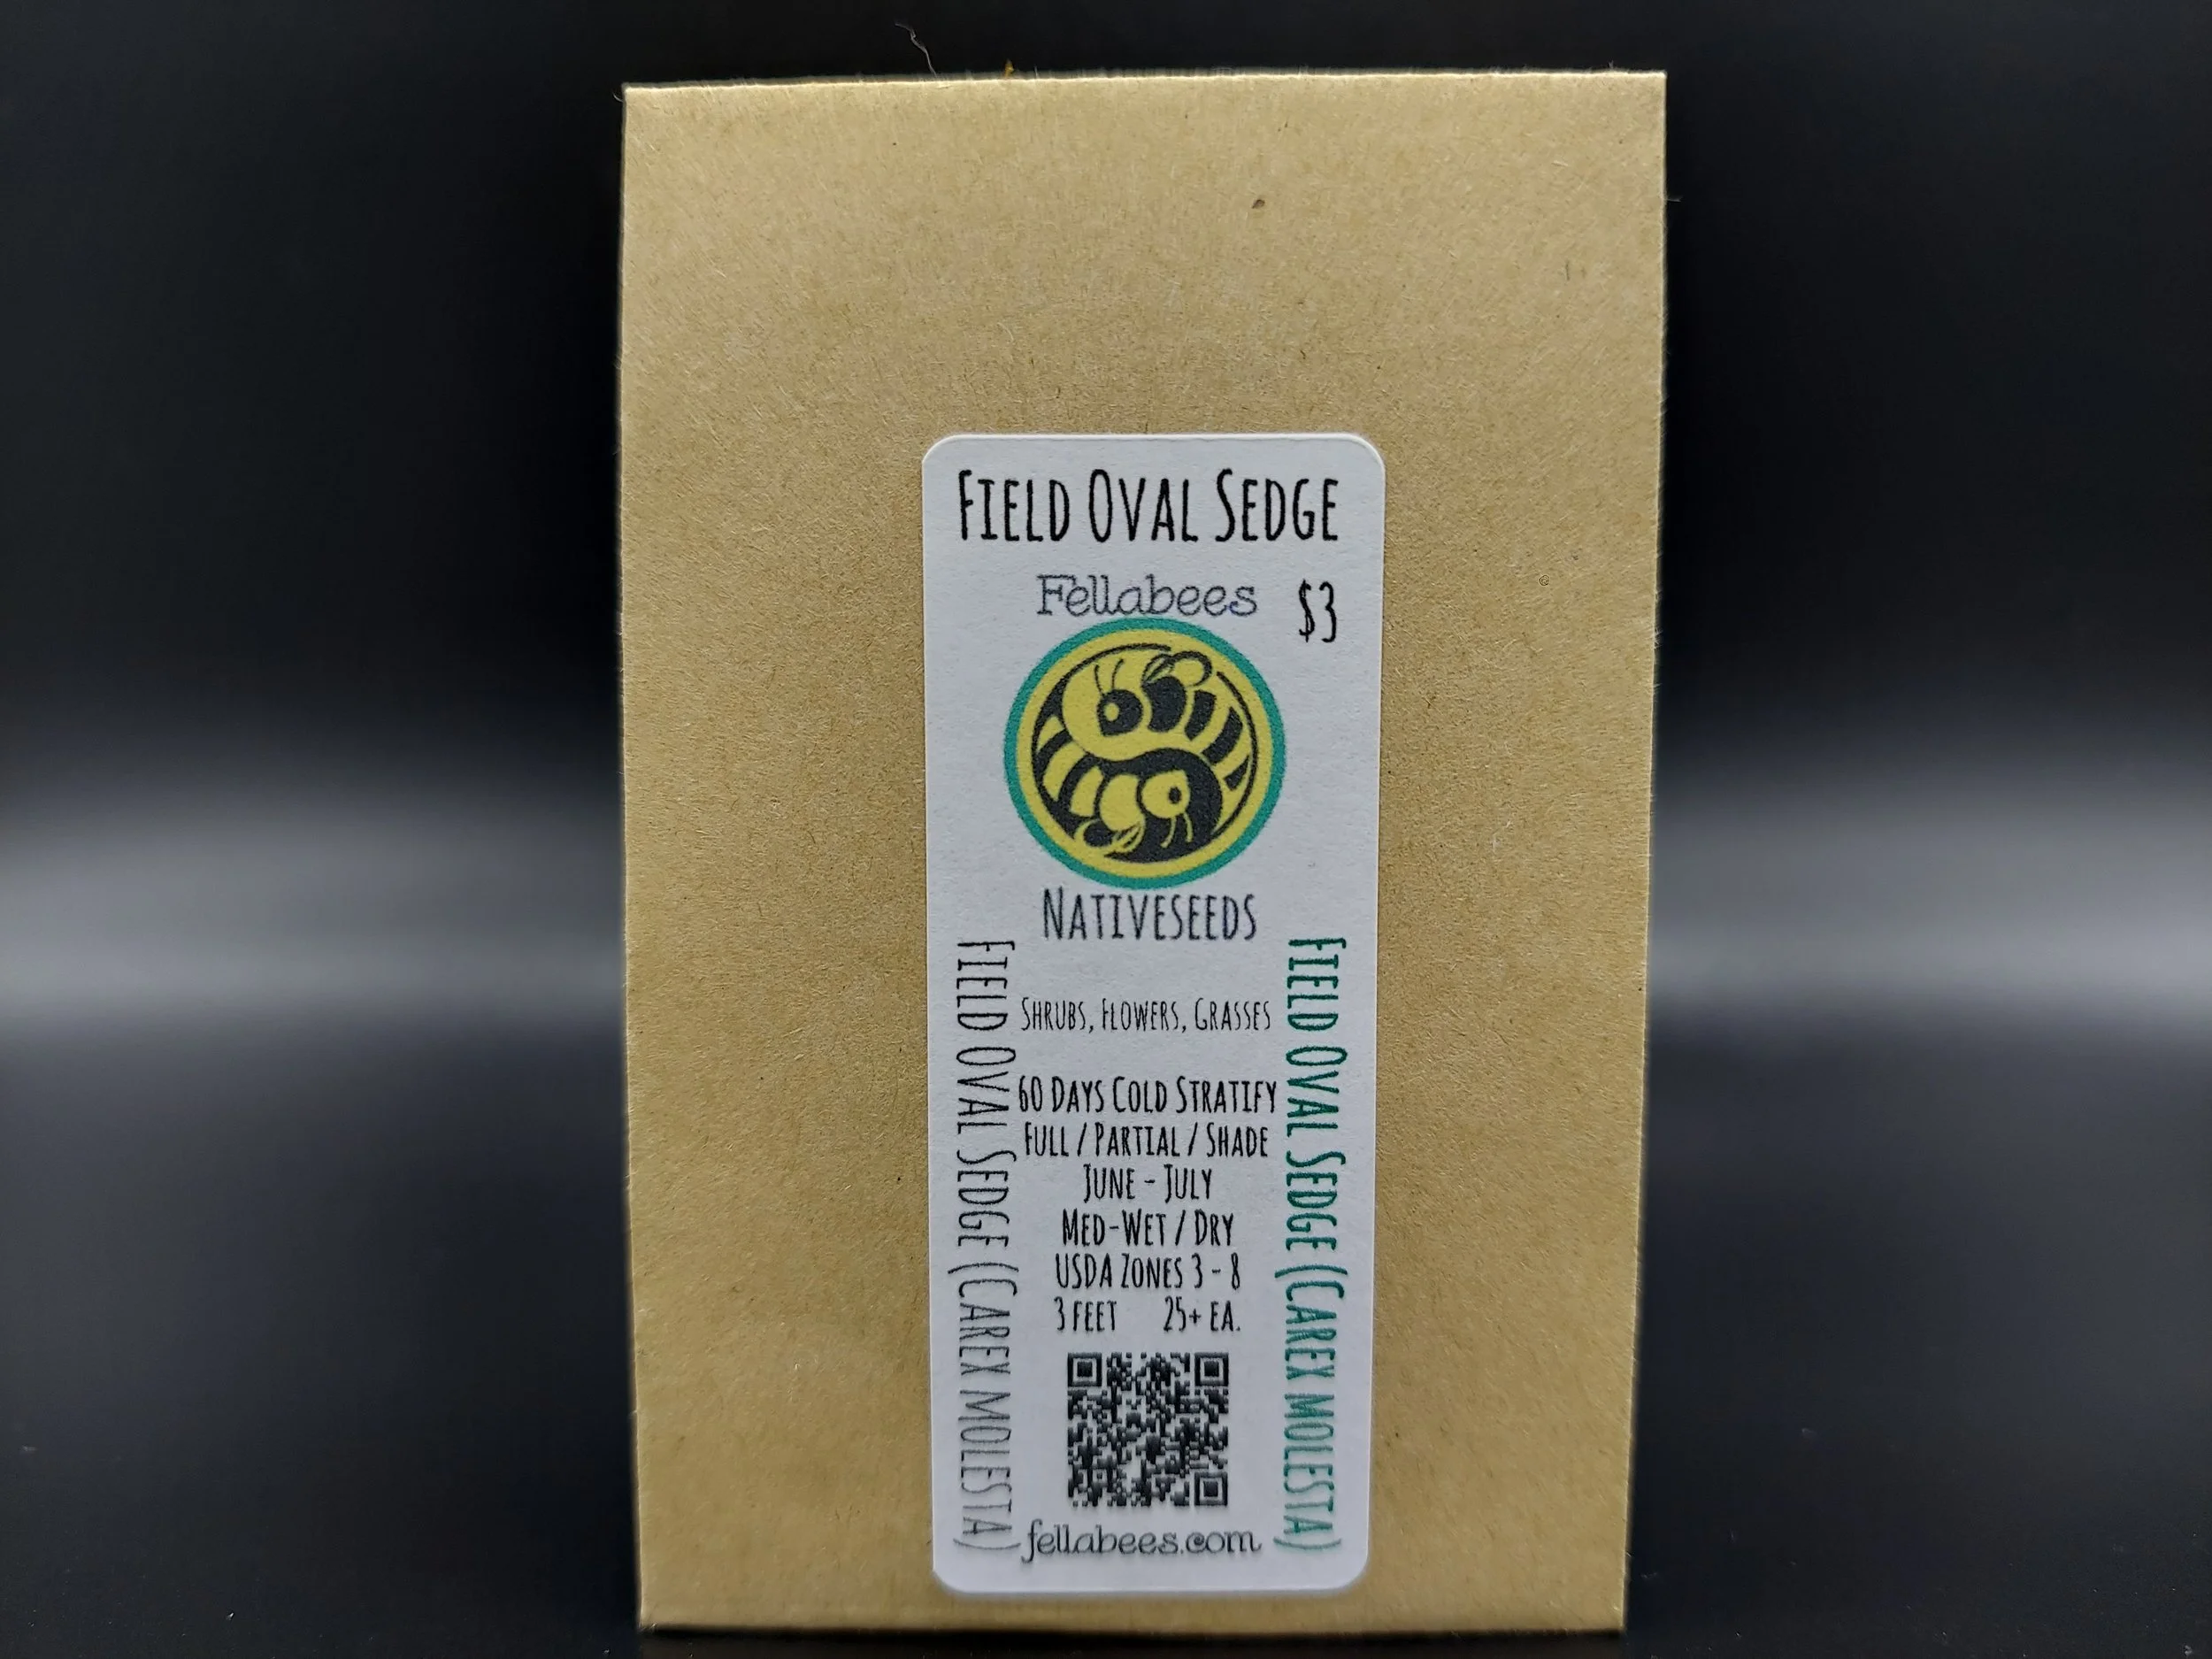 Field Oval Sedge
Fellabees
$3
Nativeseeds
Field Oval Sedge (Carex molesta)
Field Oval Sedge (Carex molesta)
Shrubs, Flowers, Grasses
60 Days Cold Stratify
Full / Partial / Shade
June - July
Med-Wet / Dry
USDA Zones 3 - 8
3 feet 25+ ea.
fellabees.com